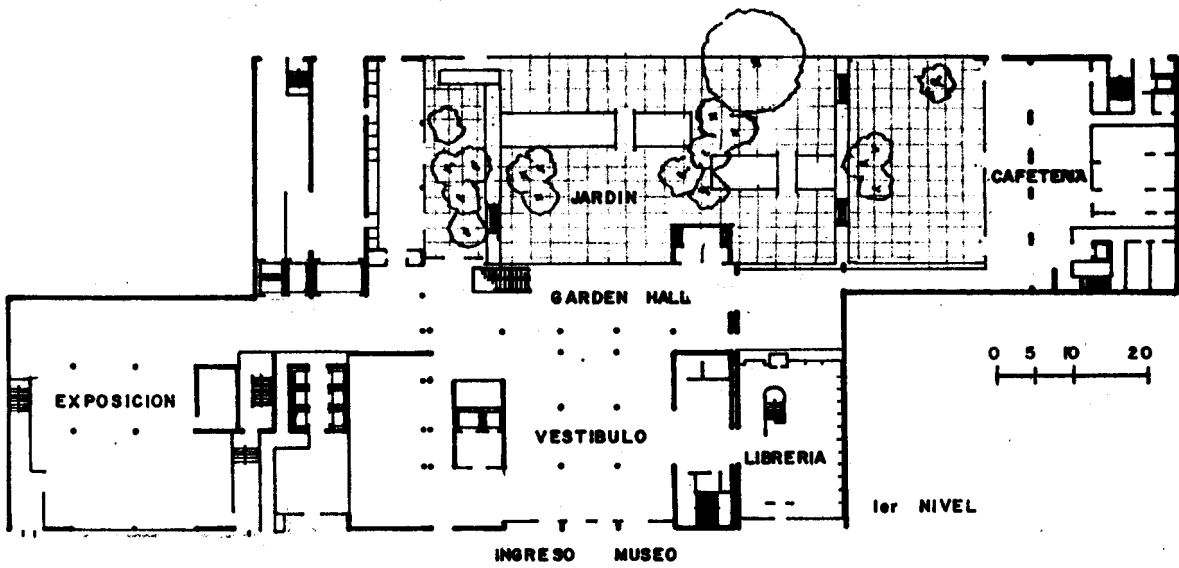 CAFETERIA
JARDIN
GARDEN HALL
0 5 10 20
EXPOSICION
VESTIBULO
LIBRERIA
1er NIVEL
INGRESO MUSEO